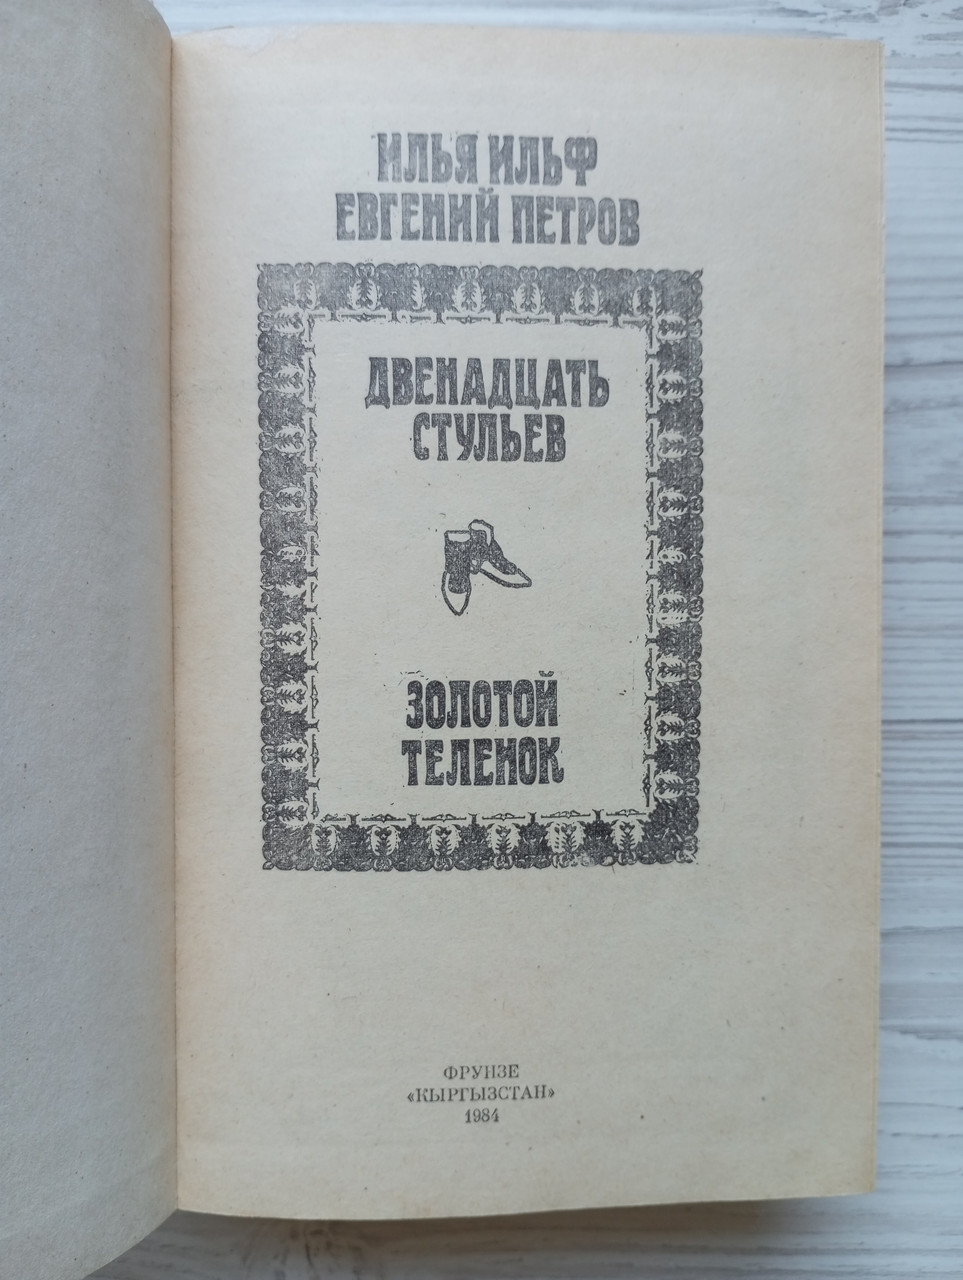 ИЛЬЯ ИЛЬФ
ЕВГЕНИЙ ПЕТРОВ
ДВЕНАДЦАТЬ
СТУЛЬЕВ
ЗОЛОТОЙ
ТЕЛЕНОК
ФРУНЗЕ
«КЫРГЫЗСТАН»
1984